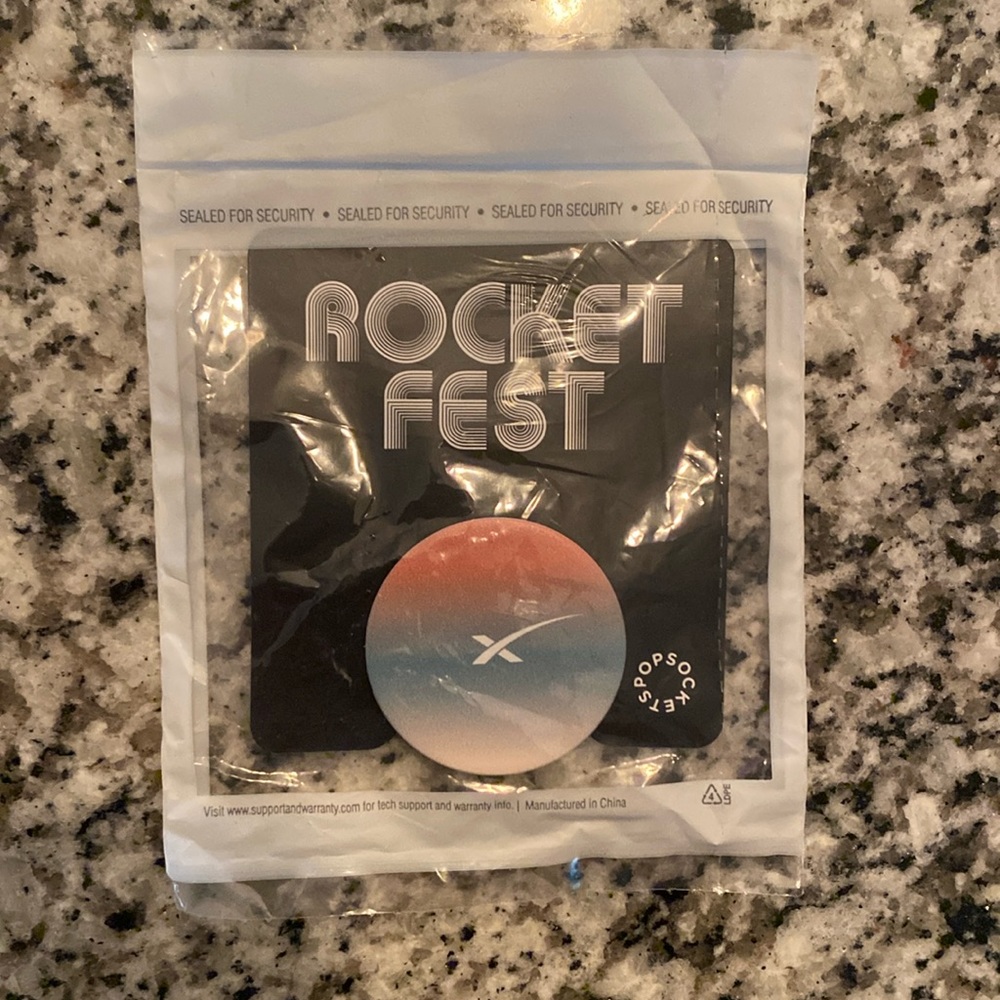 SEALED FOR SECURITY • SEALED FOR SECURITY • SEALED FOR SECURITY • SEALED FOR SECURITY
ROCKET
FEST
X
POPSOCKETS
Visit www.supportandwarranty.com for tech support and warranty info. | Manufactured in China
4
LDPE